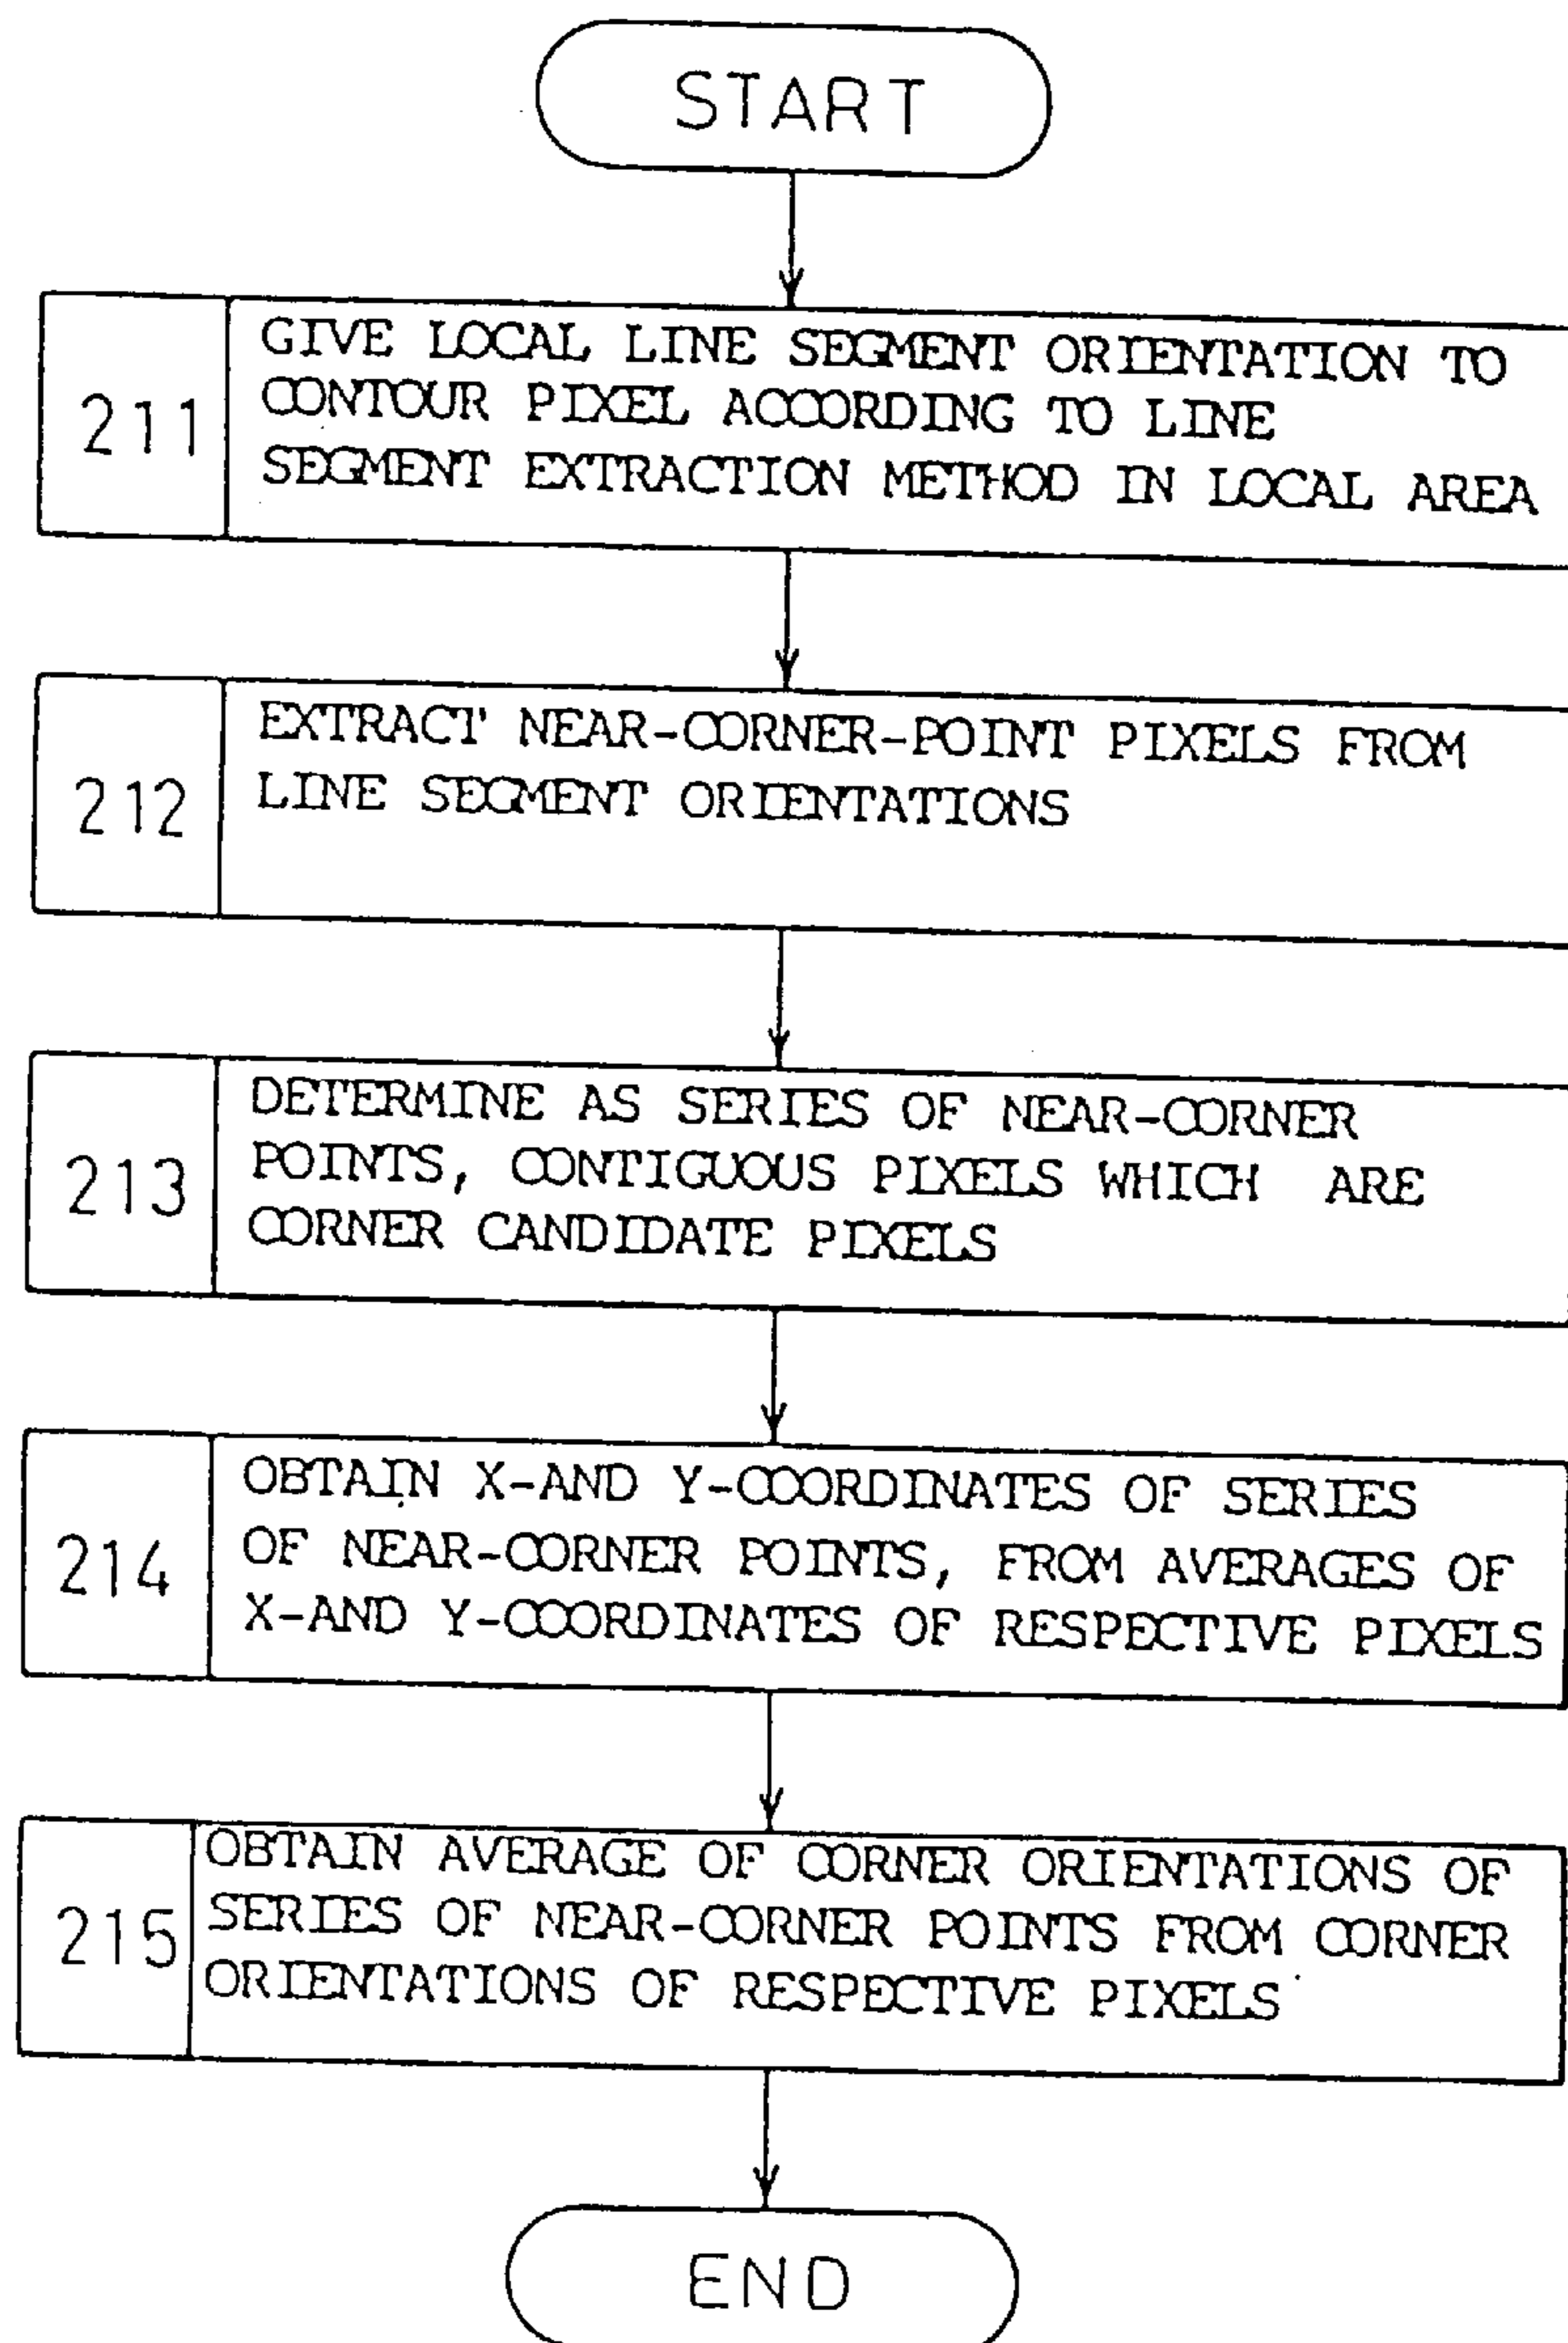 START
211
GIVE LOCAL LINE SEGMENT ORIENTATION TO
CONTOUR PIXEL ACCORDING TO LINE
SEGMENT EXTRACTION METHOD IN LOCAL AREA
212
EXTRACT NEAR-CORNER-POINT PIXELS FROM
LINE SEGMENT ORIENTATIONS
213
DETERMINE AS SERIES OF NEAR-CORNER
POINTS, CONTIGUOUS PIXELS WHICH ARE
CORNER CANDIDATE PIXELS
214
OBTAIN X-AND Y-COORDINATES OF SERIES
OF NEAR-CORNER POINTS, FROM AVERAGES OF
X-AND Y-COORDINATES OF RESPECTIVE PIXELS
215
OBTAIN AVERAGE OF CORNER ORIENTATIONS OF
SERIES OF NEAR-CORNER POINTS FROM CORNER
ORIENTATIONS OF RESPECTIVE PIXELS
END